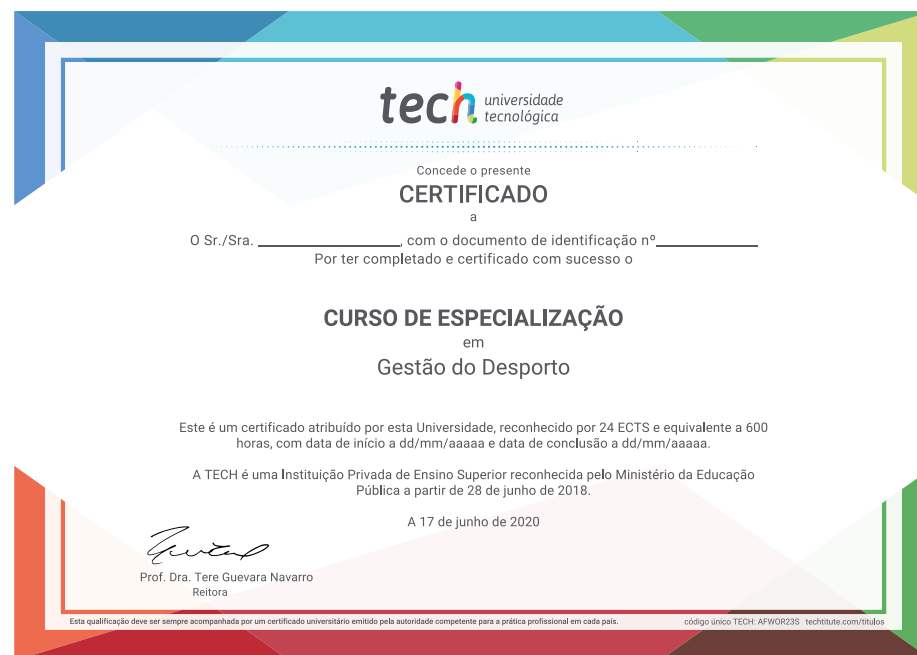 tech universidade
tecnológica
Concede o presente
CERTIFICADO
a
O Sr./Sra. ____________________, com o documento de identificação nº______________
Por ter completado e certificado com sucesso o
CURSO DE ESPECIALIZAÇÃO
em
Gestão do Desporto
Este é um certificado atribuído por esta Universidade, reconhecido por 24 ECTS e equivalente a 600
horas, com data de início a dd/mm/aaaaa e data de conclusão a dd/mm/aaaaa.
A TECH é uma Instituição Privada de Ensino Superior reconhecida pelo Ministério da Educação
Pública a partir de 28 de junho de 2018.
A 17 de junho de 2020
Prof. Dra. Tere Guevara Navarro
Reitora
Esta qualificação deve ser sempre acompanhada por um certificado universitário emitido pela autoridade competente para a prática profissional em cada país.
código único TECH: AFWOR23S techtitute.com/titulos